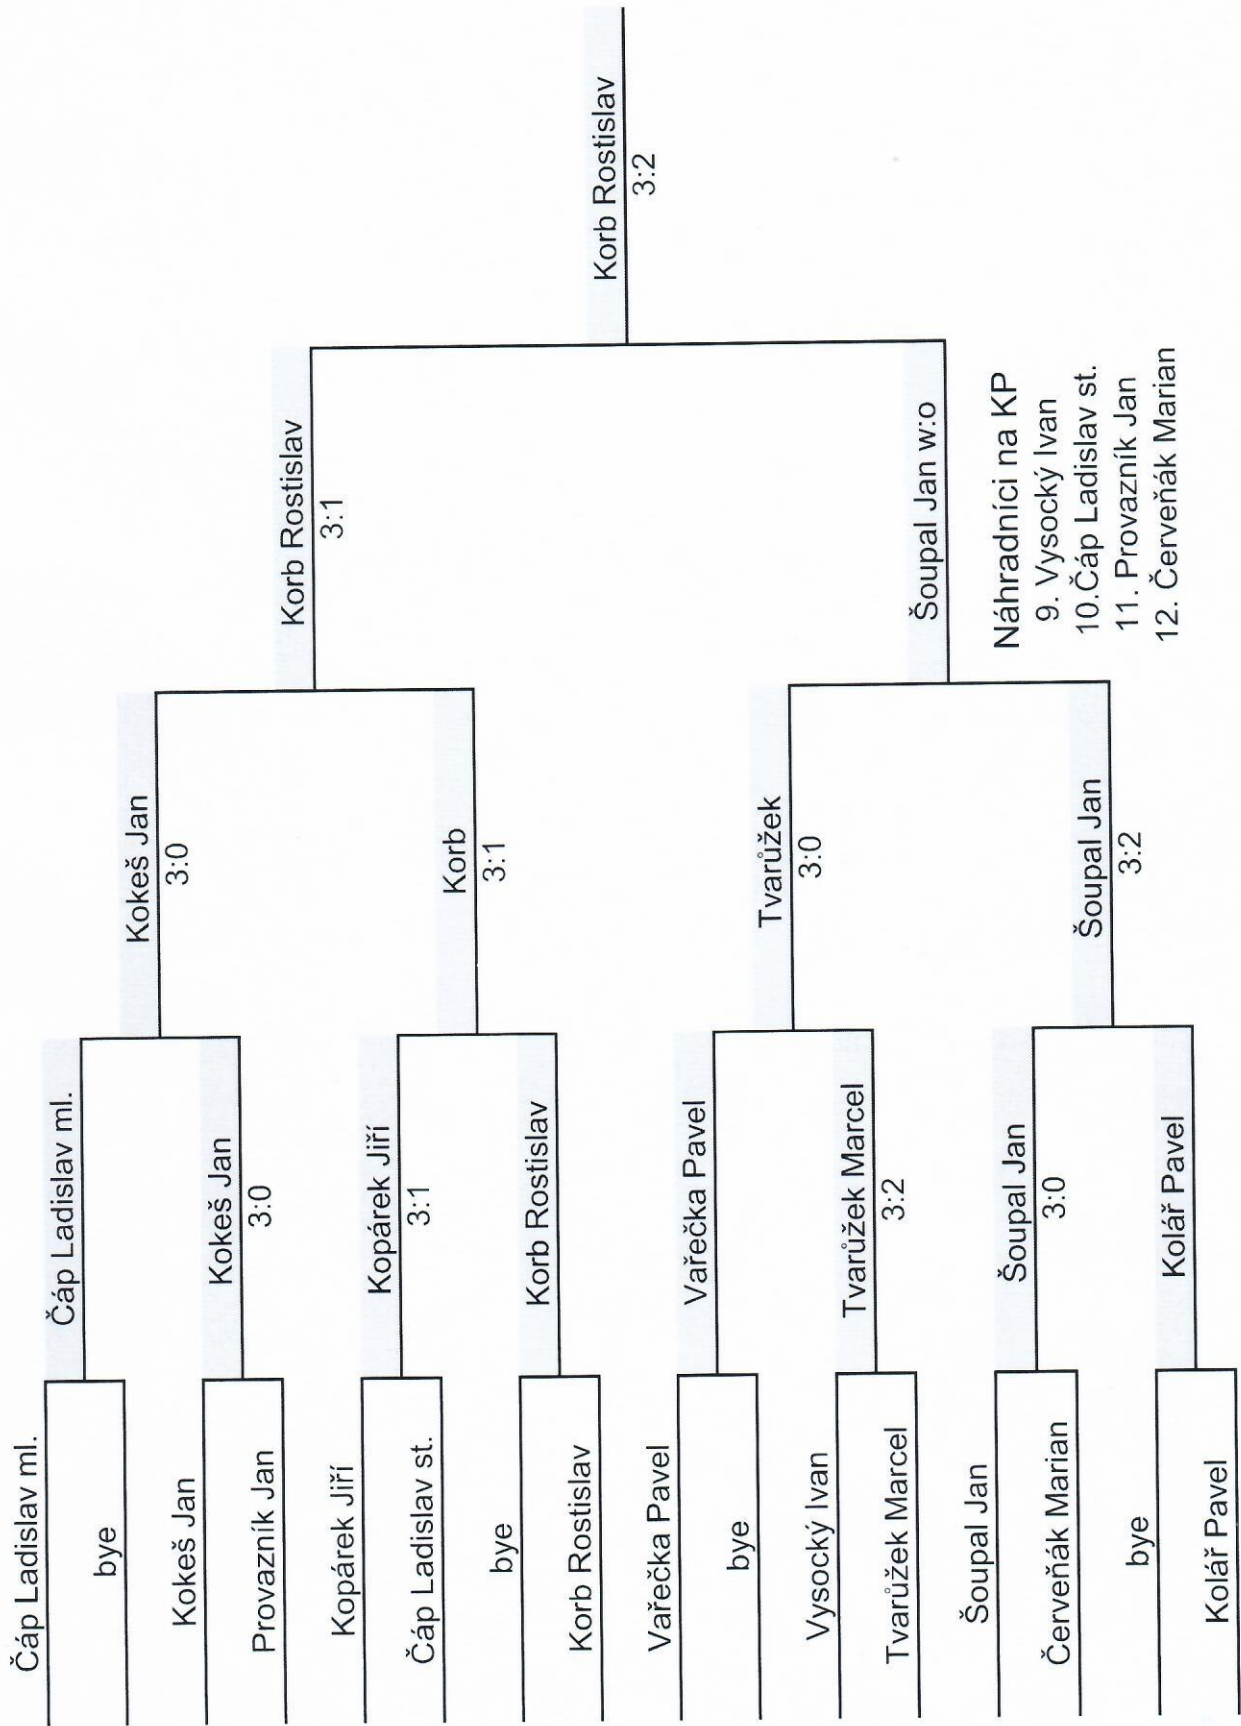 Čáp Ladislav ml.
bye
Kokeš Jan
Provazník Jan
Kopárek Jiří
Čáp Ladislav st.
bye
Korb Rostislav
Vařečka Pavel
bye
Vysocký Ivan
Tvarůžek Marcel
Šoupal Jan
Červeňák Marian
bye
Kolář Pavel
Čáp Ladislav ml.
Kokeš Jan
3:0
Kopárek Jiří
3:1
Korb Rostislav
Vařečka Pavel
Tvarůžek Marcel
3:2
Šoupal Jan
3:0
Kolář Pavel
Kokeš Jan
3:0
Korb
3:1
Tvarůžek
3:0
Šoupal Jan
3:2
Korb Rostislav
3:1
Šoupal Jan w:o
Korb Rostislav
3:2
Náhradníci na KP
9. Vysocký Ivan
10.Čáp Ladislav st.
11. Provazník Jan
12. Červeňák Marian